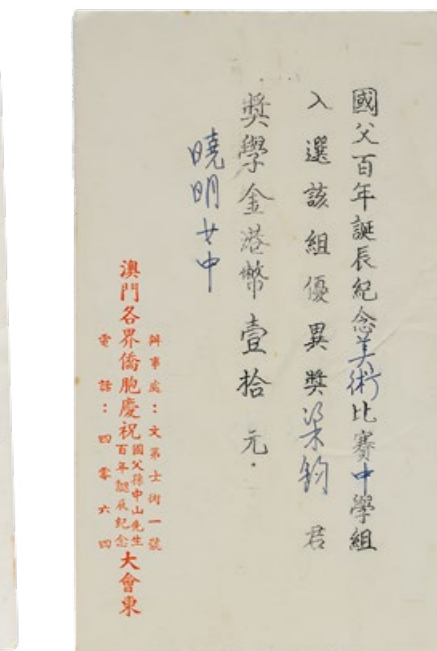 國父百年誕辰紀念美術比賽中學組
入選該組優異獎梁鈞君
獎學金港幣壹拾元.
曉明女中
辦事處:文第士街一號
澳門各界僑胞慶祝國父孫中山先生百年誕辰紀念大會柬
電話:四零六四